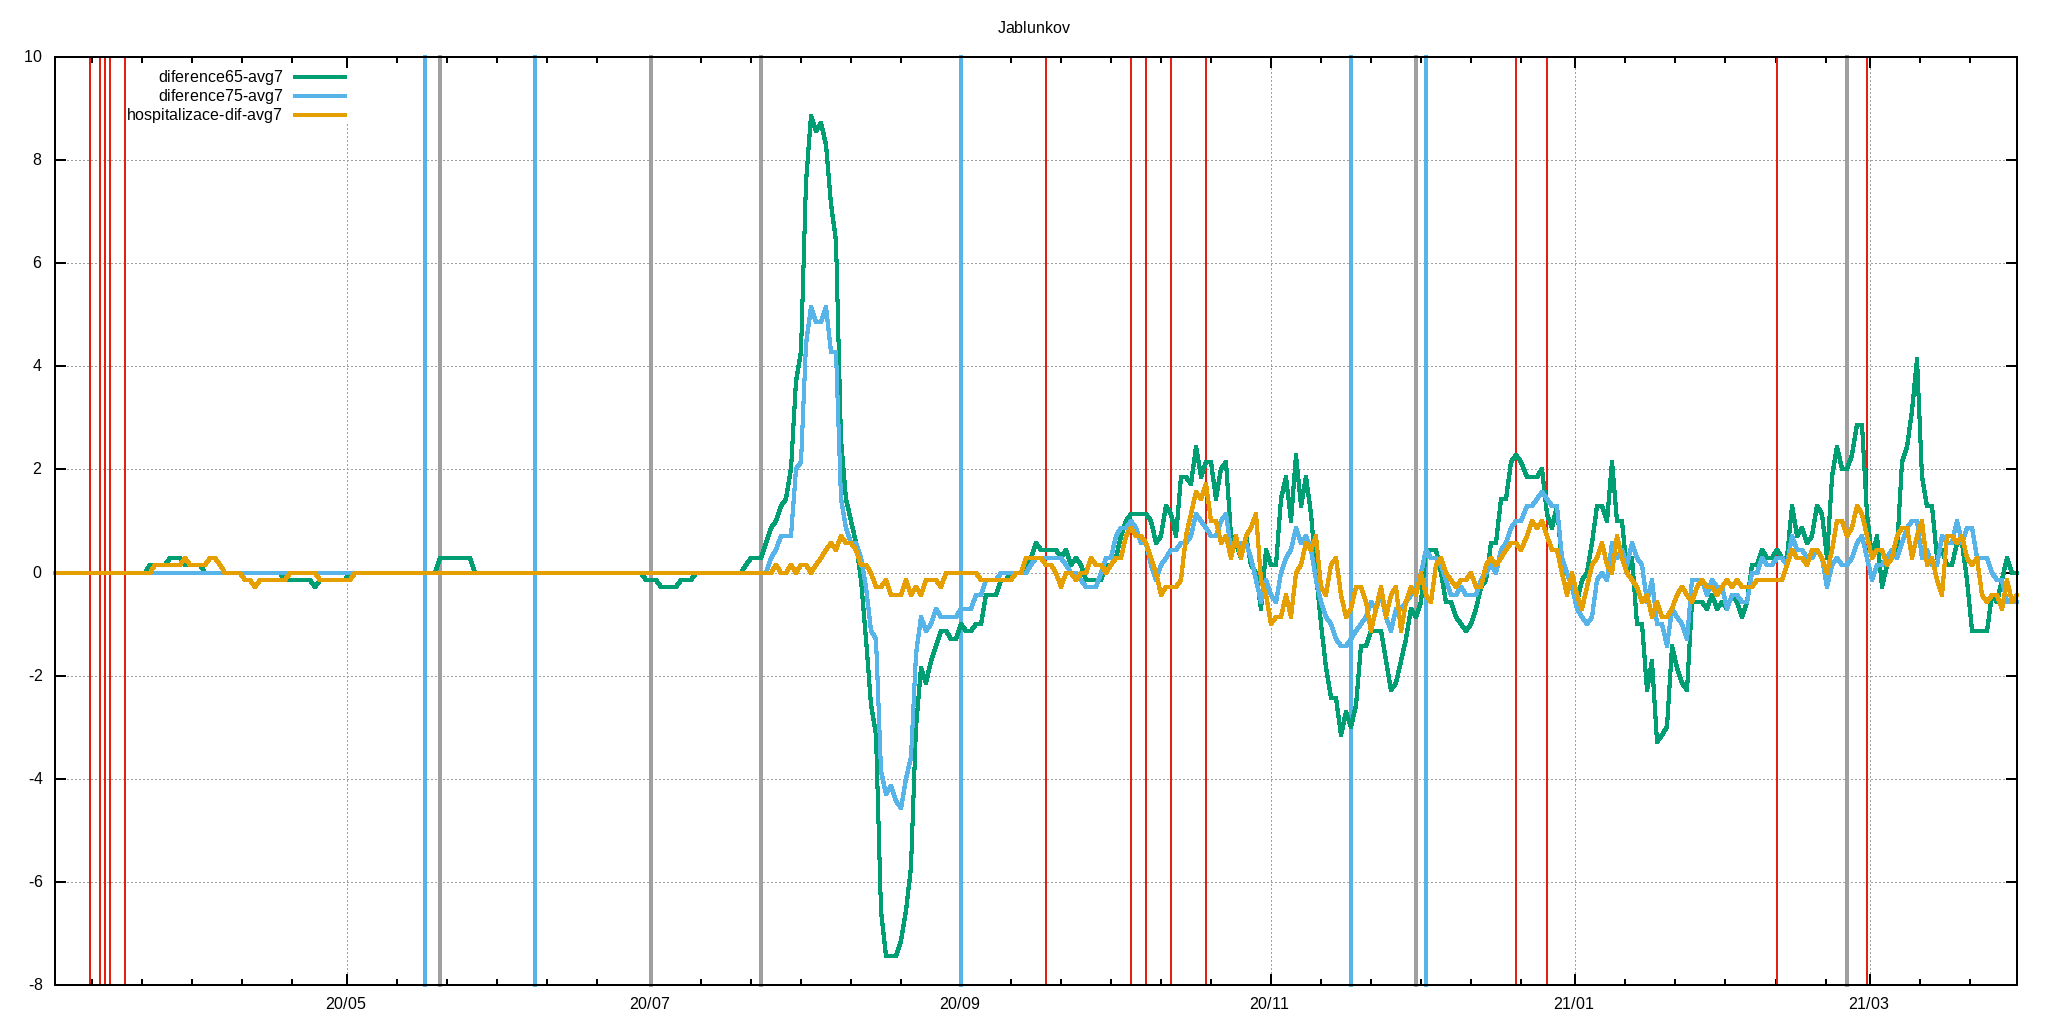 Jablunkov
10
diference65-avg7
diference75-avg7
hospitalizace-dif-avg7
8
6
4
2
0
-2
-4
-6
-8
20/05 20/07 20/09 20/11 21/01 21/03